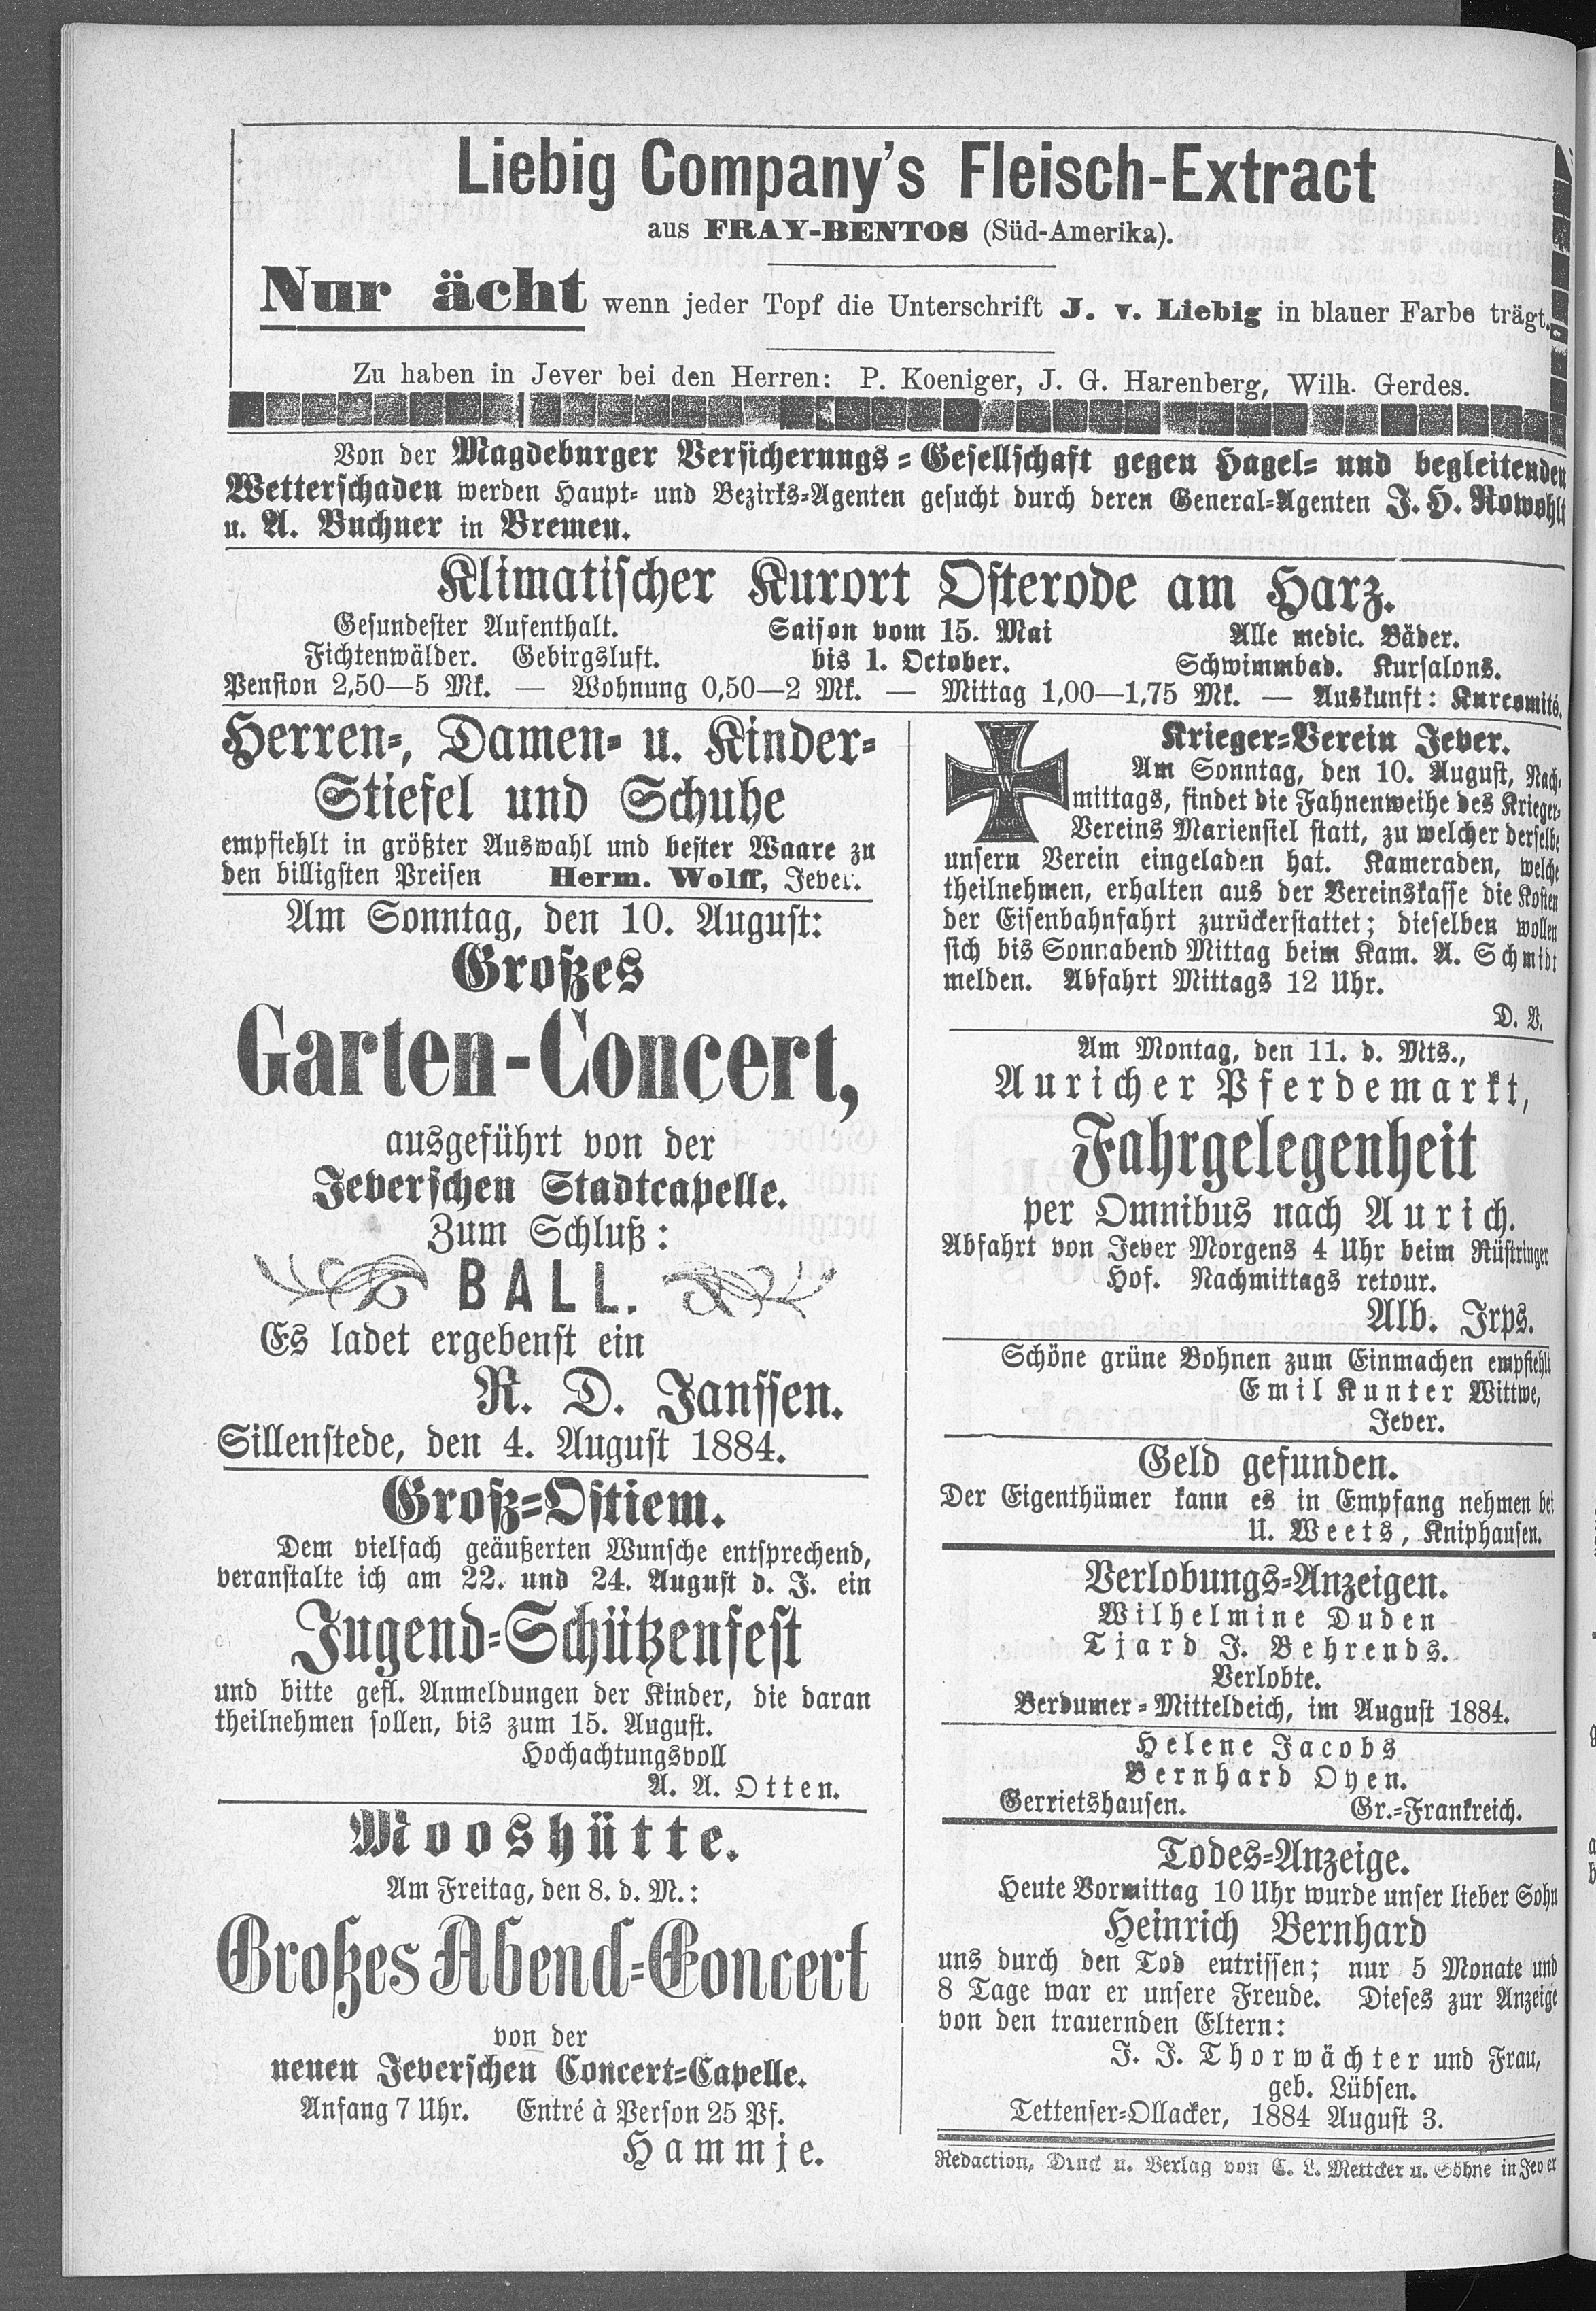 Liebig Company's Fleisch-Extract
aus FRAY-BENTOS (Süd-Amerika).
Nur ächt wenn jeder Topf die Unterschrift J. v. Liebig in blauer Farbe trägt.
Zu haben in Jever bei den Herren: P. Koeniger, J. G. Harenberg, Wilh. Gerdes.
Von der Magdeburger Versicherungs-Gesellschaft gegen Hagel- und begleitenden
Wetterschaden werden Haupt- und Bezirks-Agenten gesucht durch deren General-Agenten J. H. Rowohlt
u. A. Buchner in Bremen.
Klimatischer Kurort Osterode am Harz.
Gesundester Aufenthalt. Saison vom 15. Mai Alle medic. Bäder.
Fichtenwälder. Gebirgsluft. bis 1. October. Schwimmbad. Kursalons.
Pension 2,50—5 Mk. — Wohnung 0,50—2 Mk. — Mittag 1,00—1,75 Mk. — Auskunft: Kurcomité.
Herren-, Damen- u. Kinder-
Stiefel und Schuhe
empfiehlt in größter Auswahl und bester Waare zu
den billigsten Preisen Herm. Wolff, Jever.
Am Sonntag, den 10. August:
Großes
Garten-Concert,
ausgeführt von der
Jeverschen Stadtcapelle.
Zum Schluß:
BALL.
Es ladet ergebenst ein
R. D. Janssen.
Sillenstede, den 4. August 1884.
Groß-Ostiem.
Dem vielfach geäußerten Wunsche entsprechend,
veranstalte ich am 22. und 24. August d. J. ein
Jugend-Schützenfest
und bitte gefl. Anmeldungen der Kinder, die daran
theilnehmen sollen, bis zum 15. August.
Hochachtungsvoll
A. A. Otten.
Mooshütte.
Am Freitag, den 8. d. M.:
Großes Abend-Concert
von der
neuen Jeverschen Concert-Capelle.
Anfang 7 Uhr. Entré à Person 25 Pf.
Hammje.
Krieger-Verein Jever.
Am Sonntag, den 10. August, Nach-
mittags, findet die Fahnenweihe des Krieger-
Vereins Mariensiel statt, zu welcher derselbe
unsern Verein eingeladen hat. Kameraden, welche
theilnehmen, erhalten aus der Vereinskasse die Kosten
der Eisenbahnfahrt zurückerstattet; dieselben wollen
sich bis Sonnabend Mittag beim Kam. A. Schmidt
melden. Abfahrt Mittags 12 Uhr.
D. V.
Am Montag, den 11. d. Mts.,
Auricher Pferdemarkt,
Fahrgelegenheit
per Omnibus nach Aurich.
Abfahrt von Jever Morgens 4 Uhr beim Rüstringer
Hof. Nachmittags retour.
Alb. Irps.
Schöne grüne Bohnen zum Einmachen empfiehlt
Emil Kunter Wittwe,
Jever.
Geld gefunden.
Der Eigenthümer kann es in Empfang nehmen bei
U. Weets, Kniphausen.
Verlobungs-Anzeigen.
Wilhelmine Duden
Tjard J. Behrends.
Verlobte.
Berdumer-Mitteldeich, im August 1884.
Helene Jacobs
Bernhard Oyen.
Gerrietshausen. Gr.-Frankreich.
Todes-Anzeige.
Heute Vormittag 10 Uhr wurde unser lieber Sohn
Heinrich Bernhard
uns durch den Tod entrissen; nur 5 Monate und
8 Tage war er unsere Freude. Dieses zur Anzeige
von den trauernden Eltern:
J. J. Thorwächter und Frau,
geb. Lübsen.
Tettenser-Ollacker, 1884 August 3.
Redaction, Druck u. Verlag von C. L. Mettcker u. Söhne in Jever